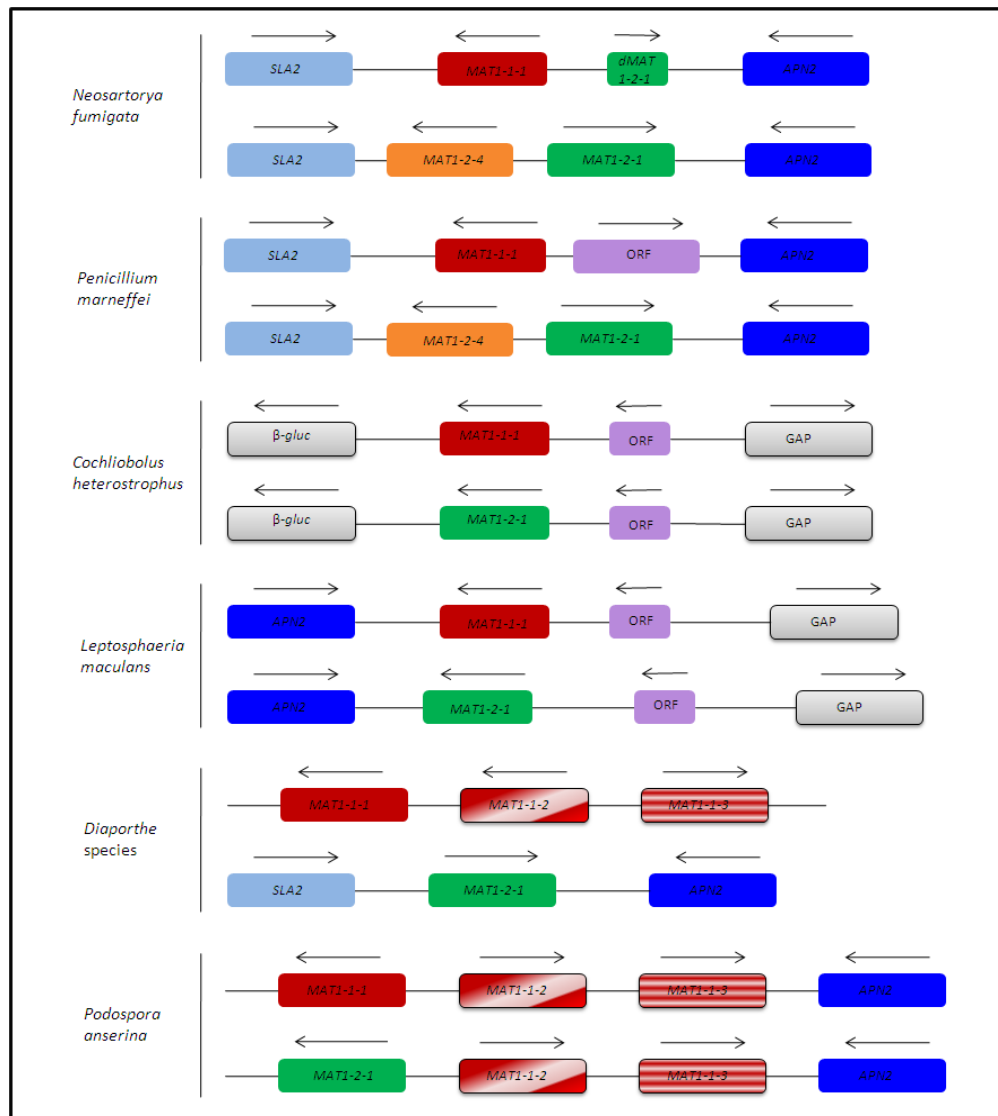 SLA2 MAT1-1-1 dMAT 1-2-1 APN2
Neosartorya
fumigata
SLA2 MAT1-2-4 MAT1-2-1 APN2
SLA2 MAT1-1-1 ORF APN2
Penicillium
marneffei
SLA2 MAT1-2-4 MAT1-2-1 APN2
β-gluc MAT1-1-1 ORF GAP
Cochliobolus
heterostrophus
β-gluc MAT1-2-1 ORF GAP
APN2 MAT1-1-1 ORF GAP
Leptosphaeria
maculans
APN2 MAT1-2-1 ORF GAP
MAT1-1-1 MAT1-1-2 MAT1-1-3
Diaporthe
species
SLA2 MAT1-2-1 APN2
MAT1-1-1 MAT1-1-2 MAT1-1-3 APN2
Podospora
anserina
MAT1-2-1 MAT1-1-2 MAT1-1-3 APN2